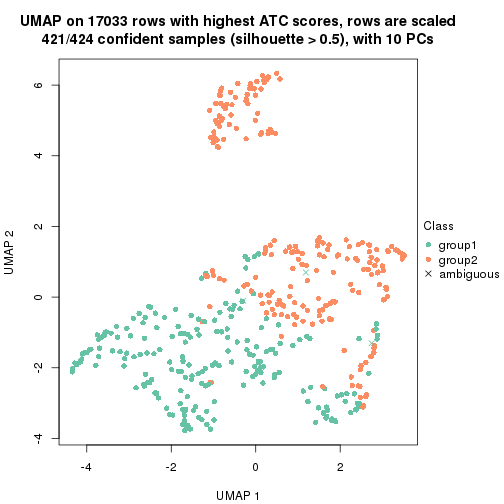 UMAP on 17033 rows with highest ATC scores, rows are scaled
421/424 confident samples (silhouette > 0.5), with 10 PCs
6
4
2
0
-2
-4
UMAP 2
-4
-2
0
2
UMAP 1
Class
group1
group2
ambiguous